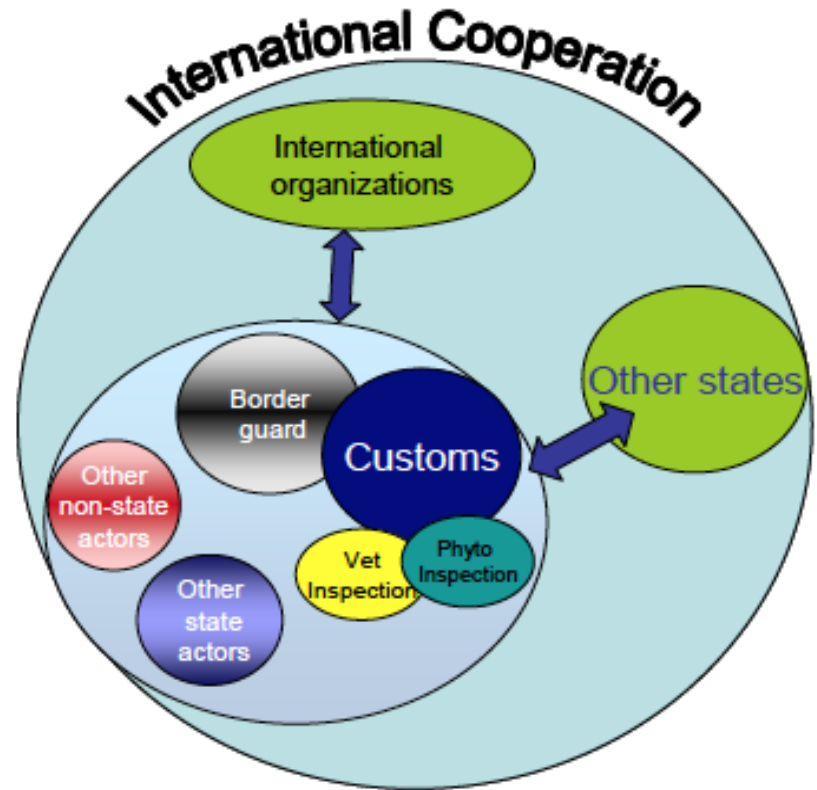 International Cooperation
International
organizations
Other states
Border
guard
Customs
Other
non-state
actors
Vet
Inspection
Phyto
Inspection
Other
state
actors